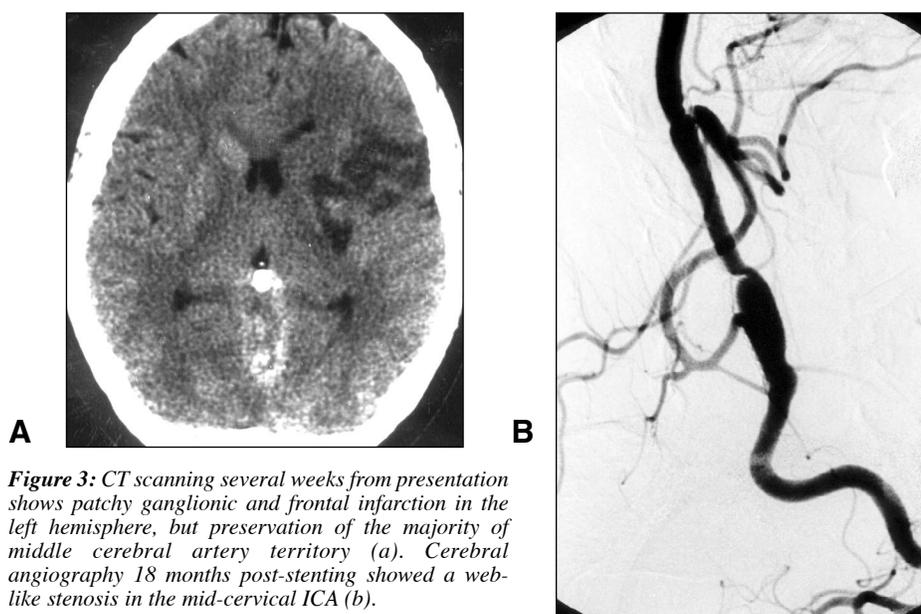 A
B
Figure 3: CT scanning several weeks from presentation
shows patchy ganglionic and frontal infarction in the
left hemisphere, but preservation of the majority of
middle cerebral artery territory (a). Cerebral
angiography 18 months post-stenting showed a web-
like stenosis in the mid-cervical ICA (b).